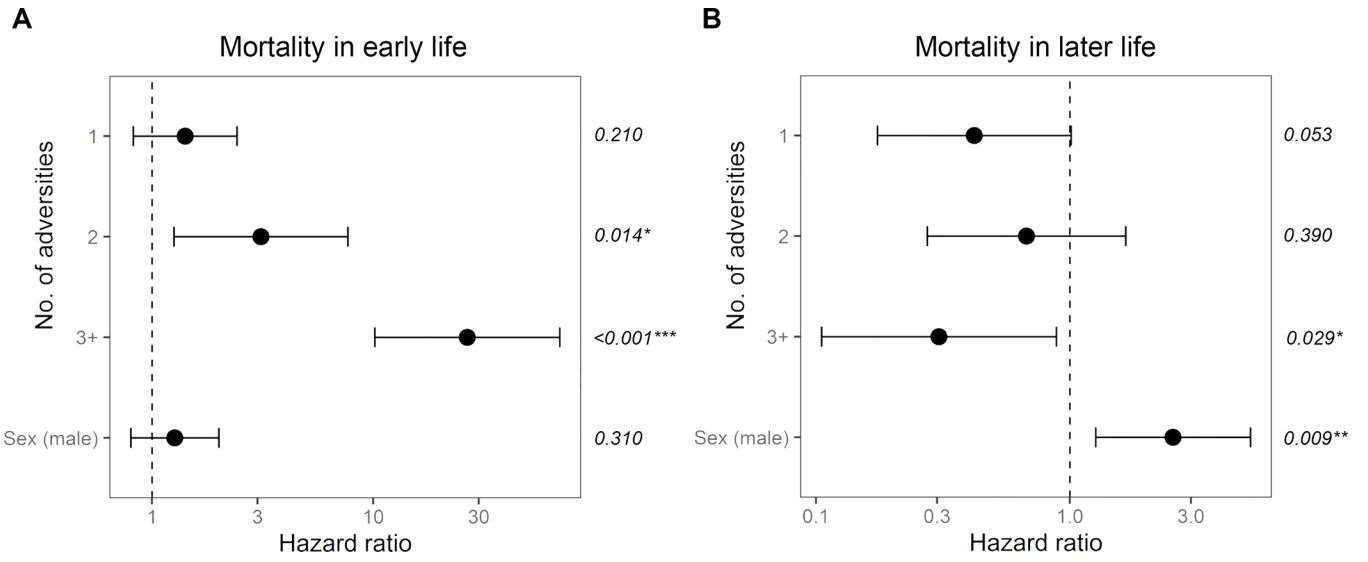 A
Mortality in early life
No. of adversities
1
0.210
2
0.014*
3+
<0.001***
Sex (male)
0.310
1 3 10 30
Hazard ratio
B
Mortality in later life
No. of adversities
1
0.053
2
0.390
3+
0.029*
Sex (male)
0.009**
0.1 0.3 1.0 3.0
Hazard ratio